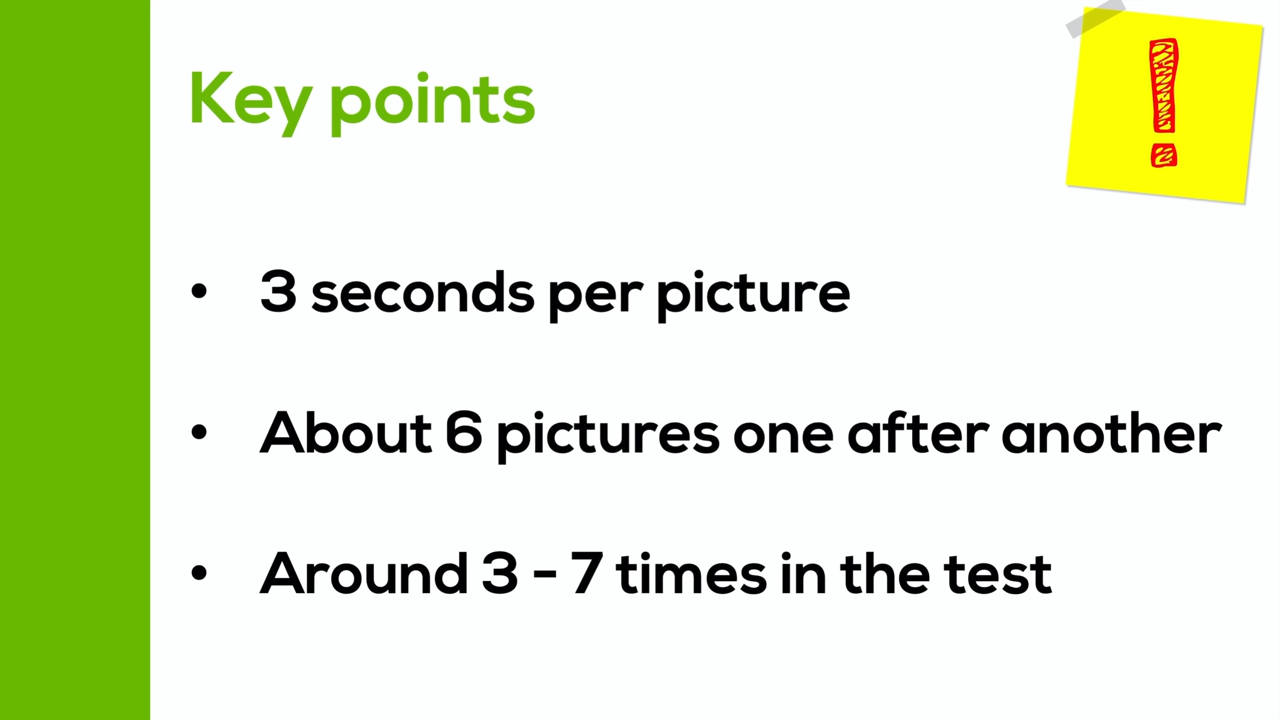 Key points
• 3 seconds per picture
• About 6 pictures one after another
• Around 3 - 7 times in the test